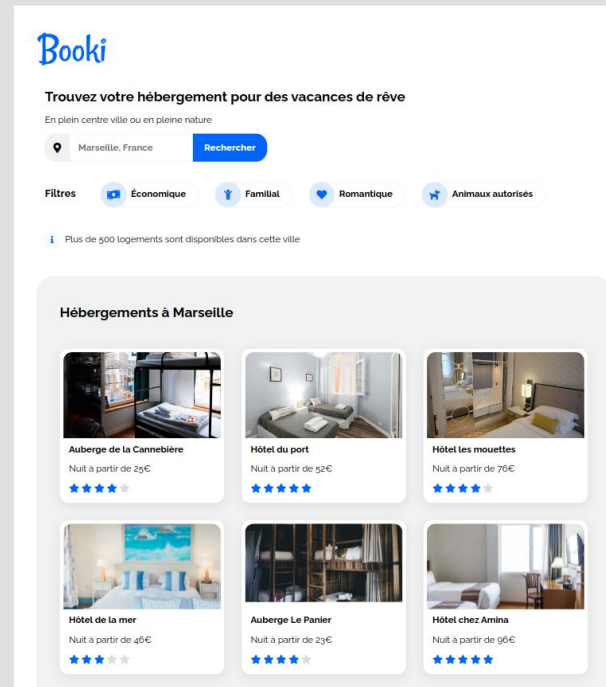 Booki
Trouvez votre hébergement pour des vacances de rêve
En plein centre ville ou en pleine nature
Marseille, France Rechercher
Filtres Économique Familial Romantique Animaux autorisés
Plus de 500 logements sont disponibles dans cette ville
Hébergements à Marseille
Auberge de la Cannebière Hôtel du port Hôtel les mouettes
Nuit à partir de 25€ Nuit à partir de 52€ Nuit à partir de 76€
Hôtel de la mer Auberge Le Panier Hôtel chez Amina
Nuit à partir de 46€ Nuit à partir de 23€ Nuit à partir de 96€